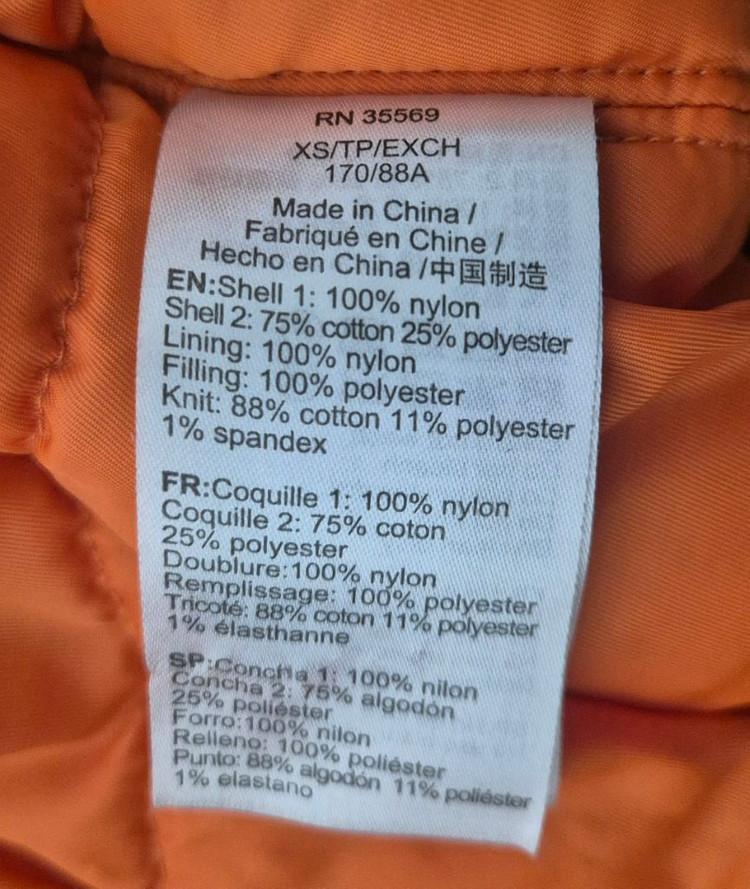 RN 35569
XS/TP/EXCH
170/88A
Made in China /
Fabriqué en Chine /
Hecho en China /中国制造
EN:Shell 1: 100% nylon
Shell 2: 75% cotton 25% polyester
Lining: 100% nylon
Filling: 100% polyester
Knit: 88% cotton 11% polyester
1% spandex
FR:Coquille 1: 100% nylon
Coquille 2: 75% coton
25% polyester
Doublure:100% nylon
Remplissage: 100% polyester
Tricoté: 88% coton 11% polyester
1% élasthanne
SP:Concha 1: 100% nilon
Concha 2: 75% algodón
25% poliéster
Forro:100% nilon
Relleno: 100% poliéster
Punto: 88% algodón 11% poliéster
1% elastano